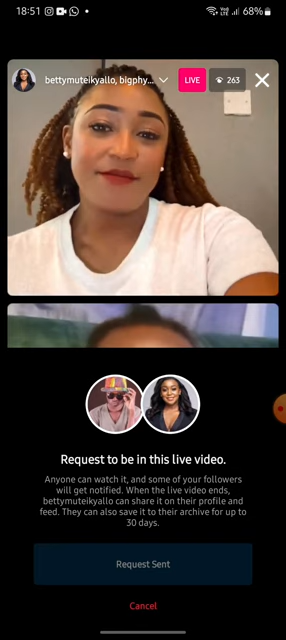 18:51
68%
bettymuteikyallo, bigphy...
LIVE
263
Request to be in this live video.
Anyone can watch it, and some of your followers
will get notified. When the live video ends,
bettymuteikyallo can share it on their profile and
feed. They can also save it to their archive for up to
30 days.
Request Sent
Cancel